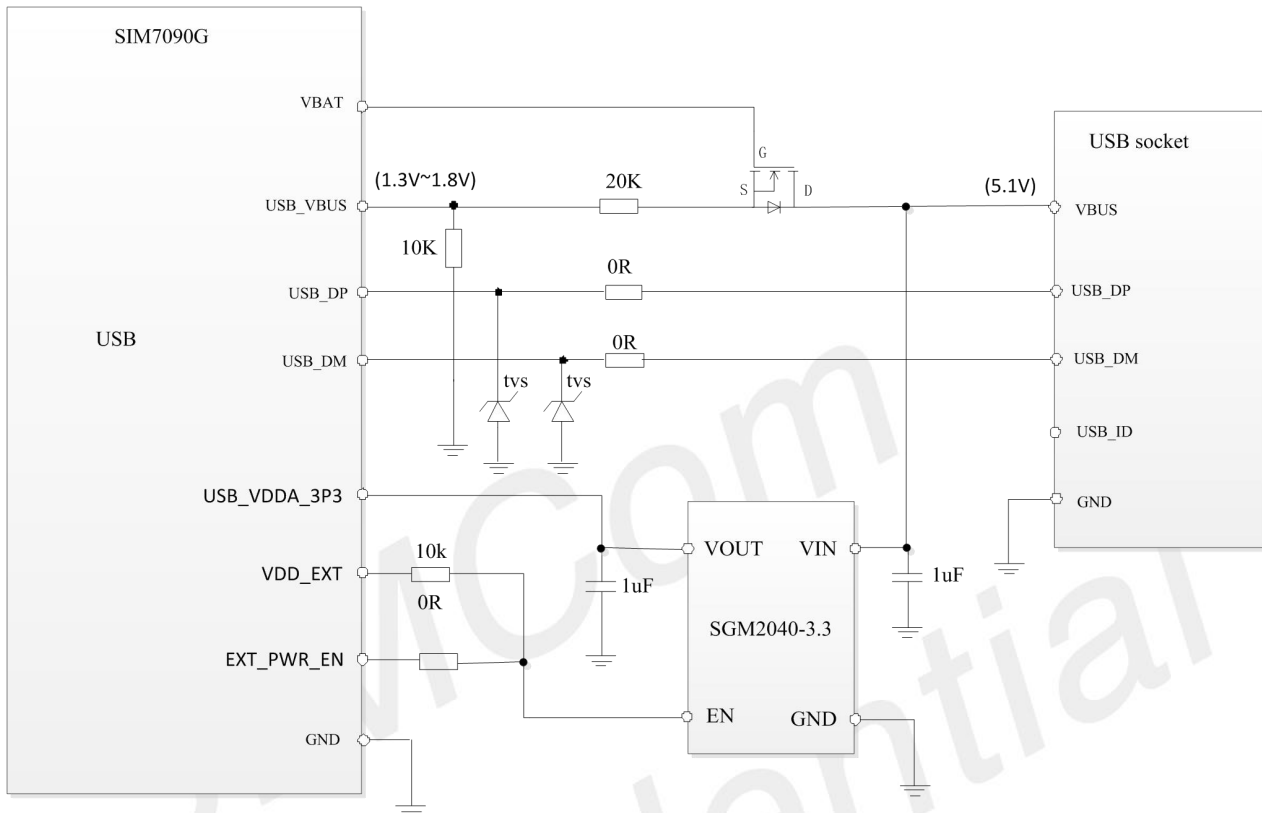 SIM7090G
VBAT
G
USB socket
(1.3V~1.8V)
20K
S
D
(5.1V)
USB_VBUS
VBUS
10K
0R
USB_DP
USB_DP
USB
0R
USB_DM
USB_DM
tvs
tvs
USB_ID
USB_VDDA_3P3
GND
10k
VOUT
VIN
VDD_EXT
1uF
1uF
0R
SGM2040-3.3
EXT_PWR_EN
EN
GND
GND